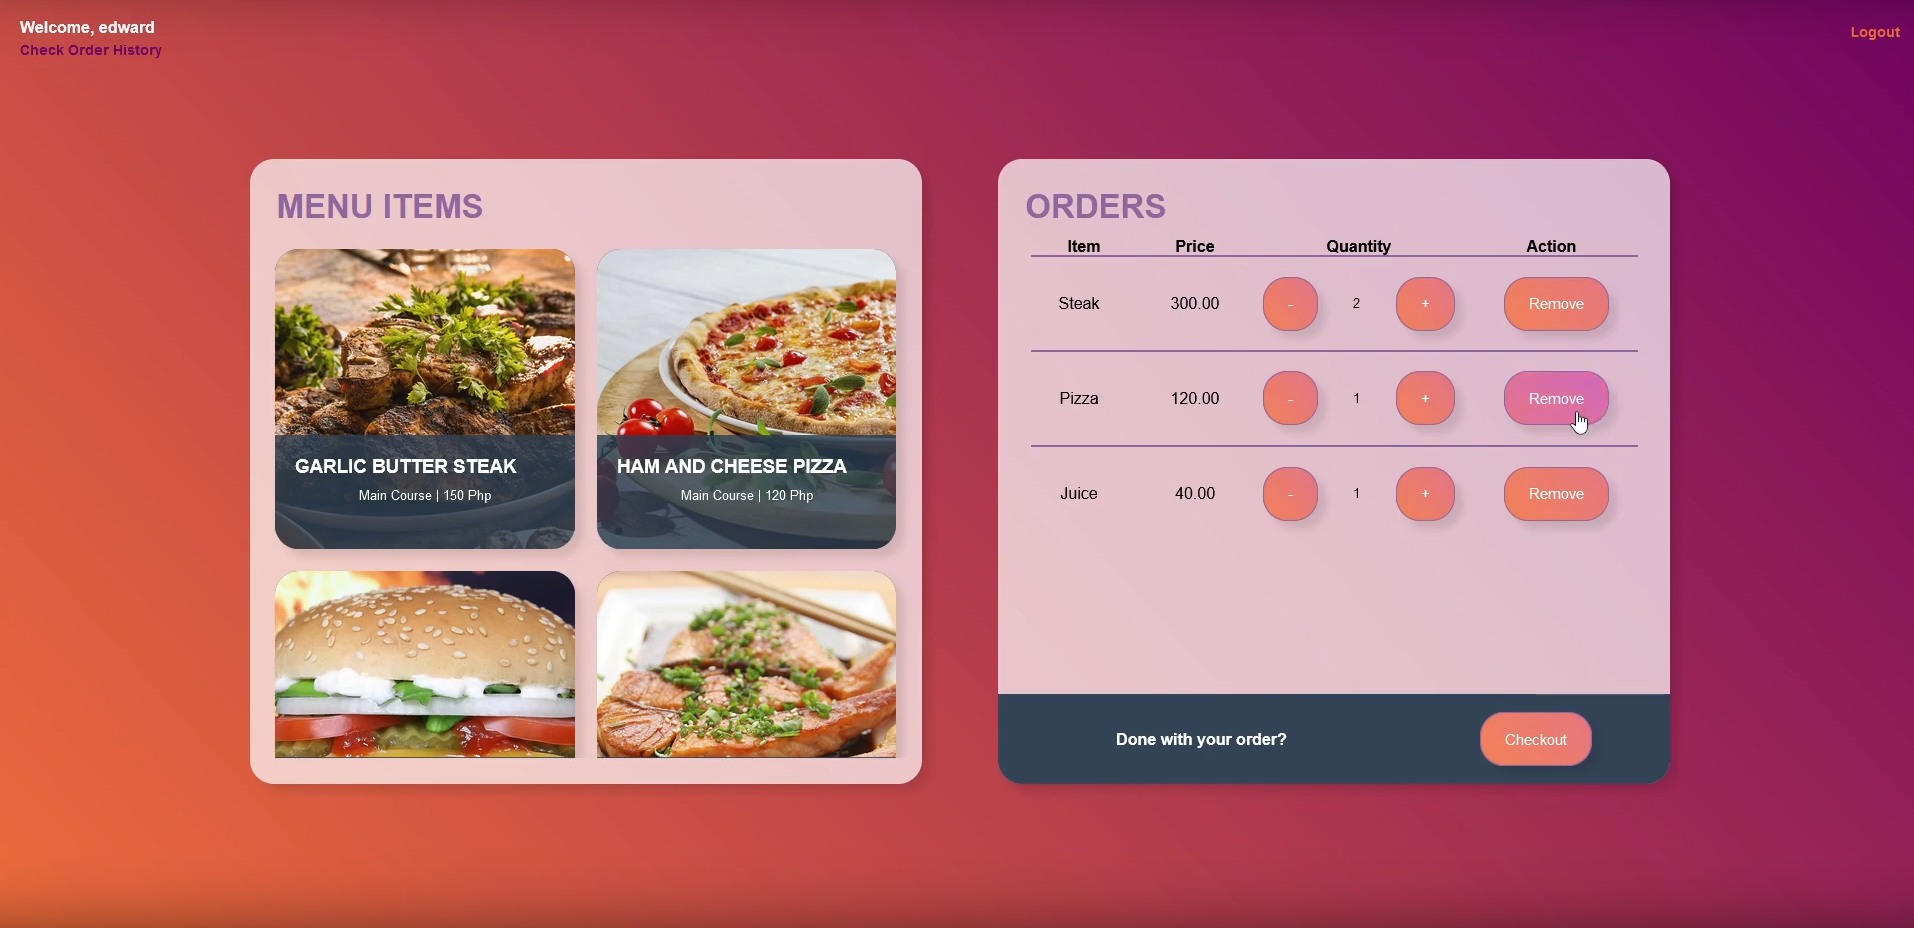 Welcome, edward
Check Order History
Logout
MENU ITEMS
GARLIC BUTTER STEAK
Main Course | 150 Php
HAM AND CHEESE PIZZA
Main Course | 120 Php
ORDERS
Item Price Quantity Action
Steak 300.00 - 2 + Remove
Pizza 120.00 - 1 + Remove
Juice 40.00 - 1 + Remove
Done with your order? Checkout